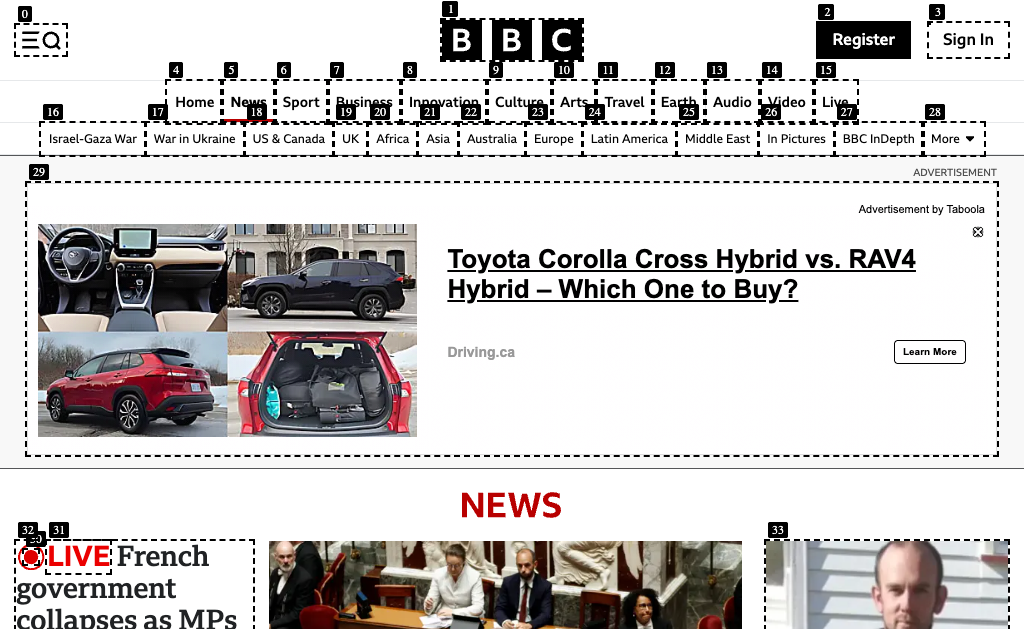 0
1
2
3
BBC
Register
Sign In
4
5
6
7
8
9
10
11
12
13
14
15
Home
News
Sport
Business
Innovation
Culture
Arts
Travel
Earth
Audio
Video
Live
16
17
18
19
20
21
22
23
24
25
26
27
28
Israel-Gaza War
War in Ukraine
US & Canada
UK
Africa
Asia
Australia
Europe
Latin America
Middle East
In Pictures
BBC InDepth
More
29
ADVERTISEMENT
Advertisement by Taboola
Toyota Corolla Cross Hybrid vs. RAV4
Hybrid – Which One to Buy?
Driving.ca
Learn More
NEWS
32
30
31
33
LIVE French
government
collapses as MPs